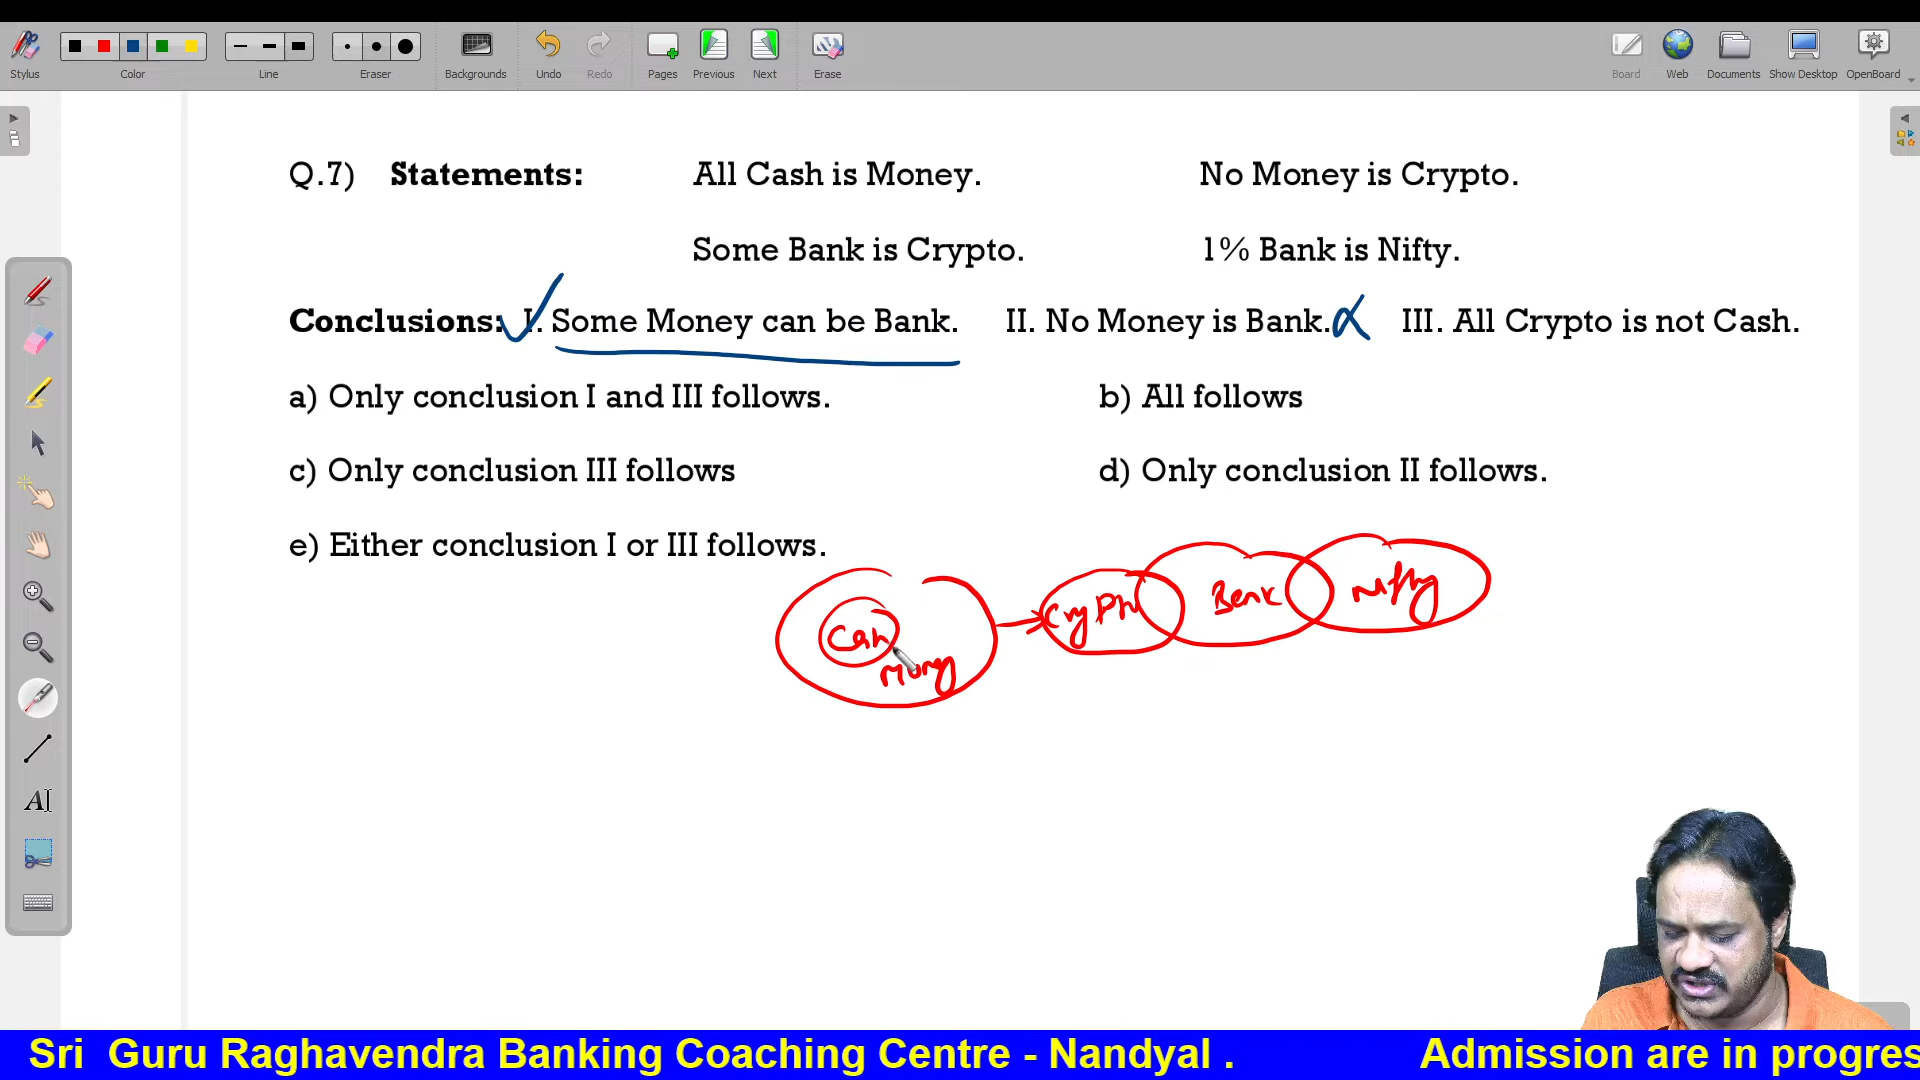 Stylus Color Line Eraser Backgrounds Undo Redo Pages Previous Next Erase Board Web Documents Show Desktop OpenBoard
Q.7) Statements: All Cash is Money. No Money is Crypto.
Some Bank is Crypto. 1% Bank is Nifty.
Conclusions: I. Some Money can be Bank. II. No Money is Bank. III. All Crypto is not Cash.
a) Only conclusion I and III follows. b) All follows
c) Only conclusion III follows d) Only conclusion II follows.
e) Either conclusion I or III follows.
Bank Nifty
Cash
Money
Sri Guru Raghavendra Banking Coaching Centre - Nandyal . Admission are in progres